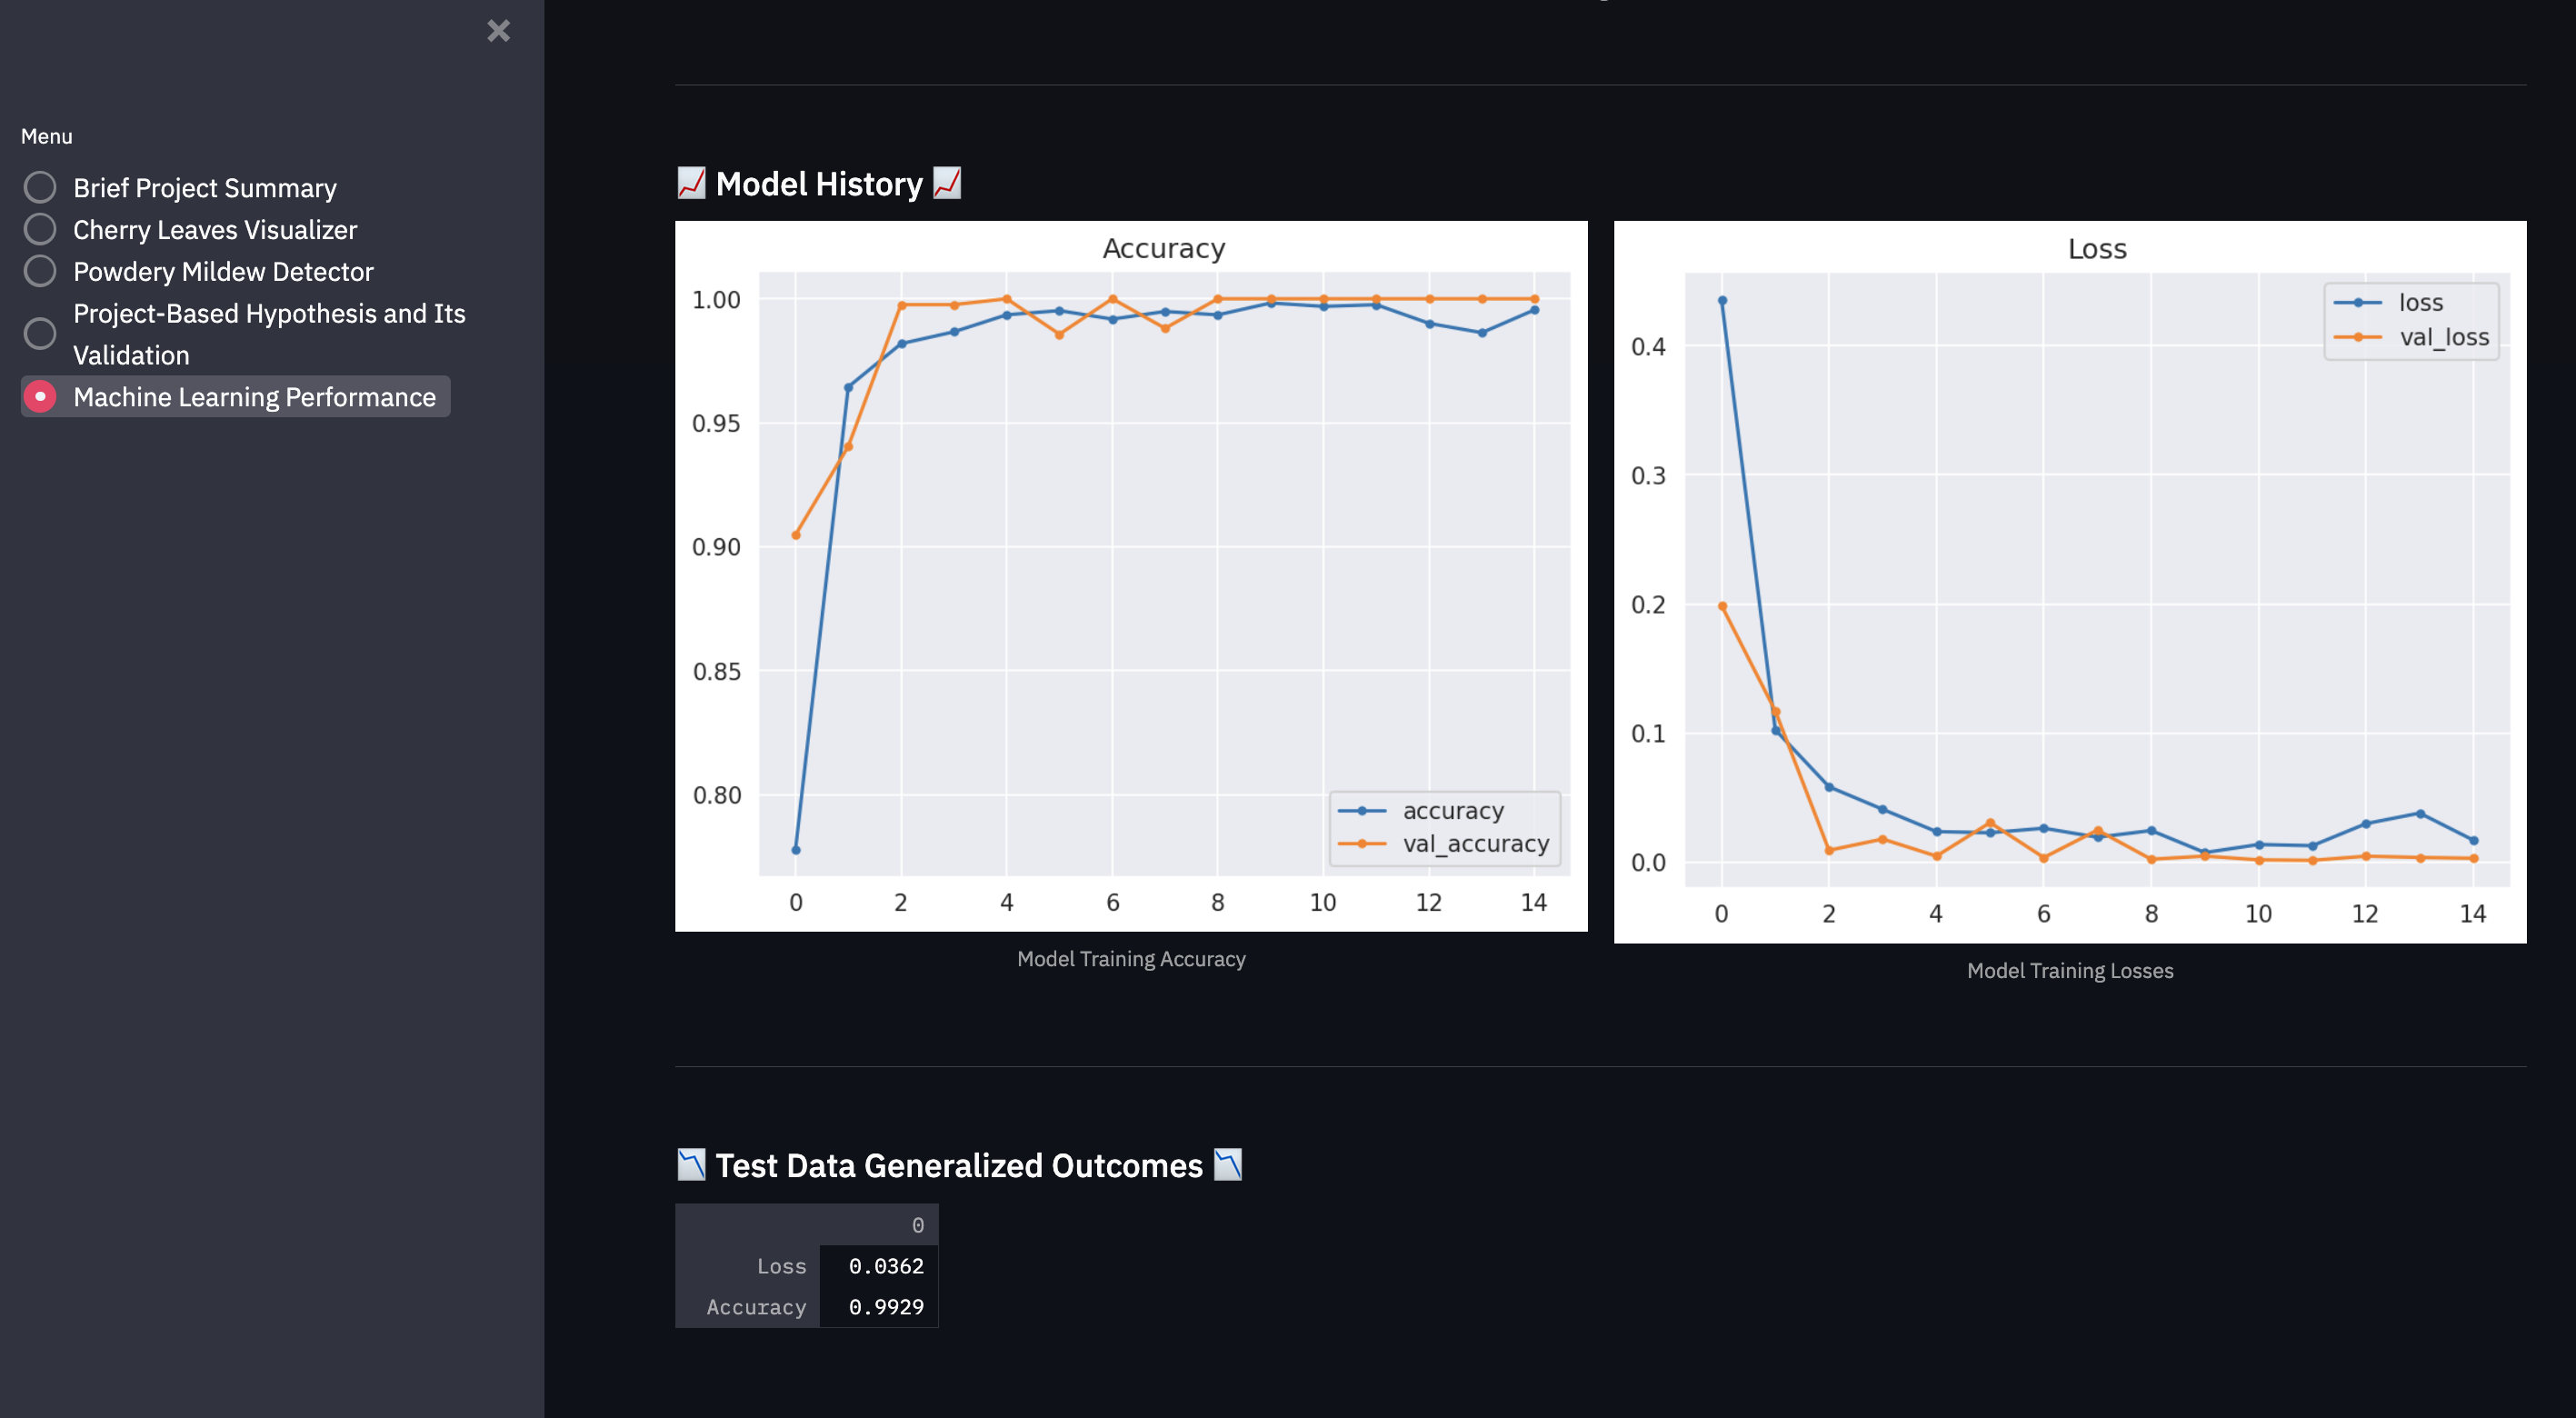 Menu
Brief Project Summary
Cherry Leaves Visualizer
Powdery Mildew Detector
Project-Based Hypothesis and Its
Validation
Machine Learning Performance
Model History
Accuracy
1.00
0.95
0.90
0.85
0.80
accuracy
val_accuracy
0 2 4 6 8 10 12 14
Model Training Accuracy
Loss
loss
val_loss
0.4
0.3
0.2
0.1
0.0
0 2 4 6 8 10 12 14
Model Training Losses
Test Data Generalized Outcomes
0
Loss 0.0362
Accuracy 0.9929